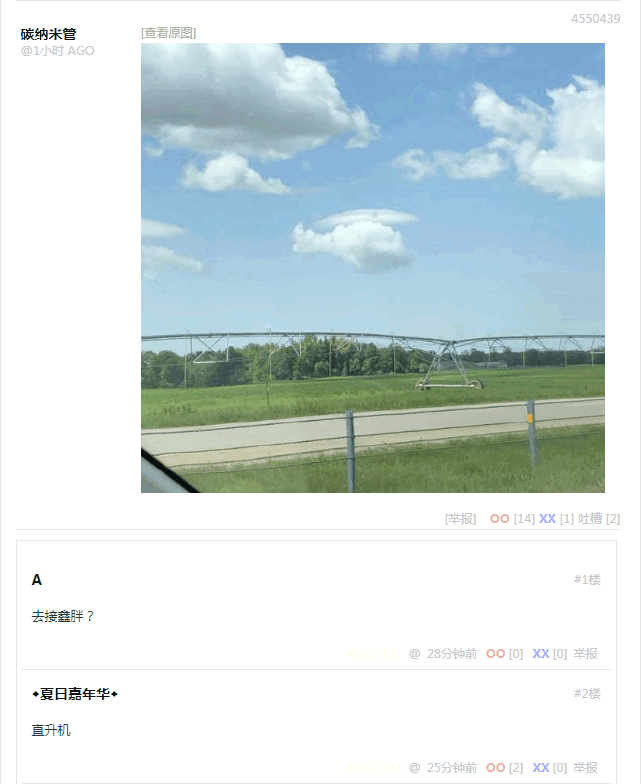 4550439
碳纳米管
@1小时 AGO
[查看原图]
[举报] OO [14] XX [1] 吐槽 [2]
A
#1楼
去接鑫胖？
@ 28分钟前 OO [0] XX [0] 举报
◆夏日嘉年华◆
#2楼
直升机
@ 25分钟前 OO [2] XX [0] 举报